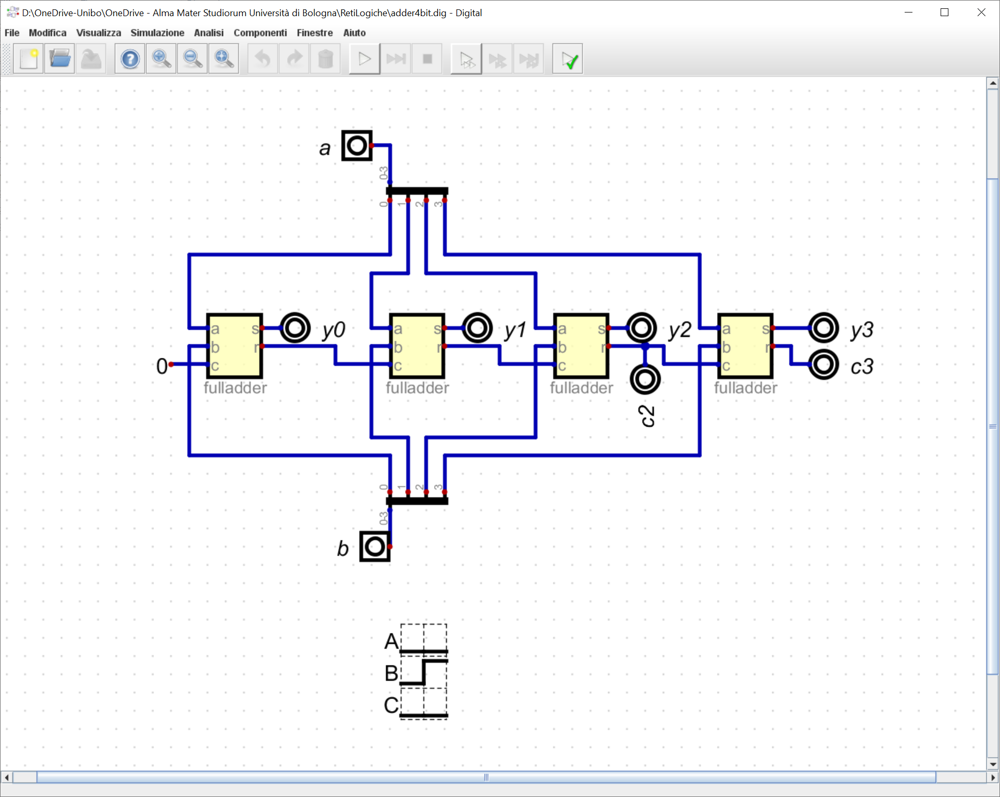 D:\OneDrive-Unibo\OneDrive - Alma Mater Studiorum Università di Bologna\RetiLogiche\adder4bit.dig - Digital
File Modifica Visualizza Simulazione Analisi Componenti Finestre Aiuto
a
0-3
0 1 2 3
a s y0 a s y1 a s y2 a s y3
b r b r b r b r
0 c c c c c3
fulladder fulladder fulladder fulladder
c2
0 1 2 3
0-3
b
A
B
C